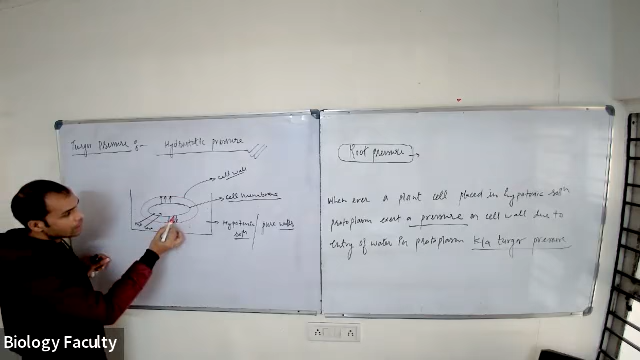 Turgor Pressure :- Hydrostatic pressure
cell wall
cell membrane
Hypotonic / pure water
soln
Root pressure
When ever a plant cell placed in hypotonic soln
protoplasm exert a pressure on cell wall due to
entry of water in protoplasm k/a turgor pressure
Biology Faculty